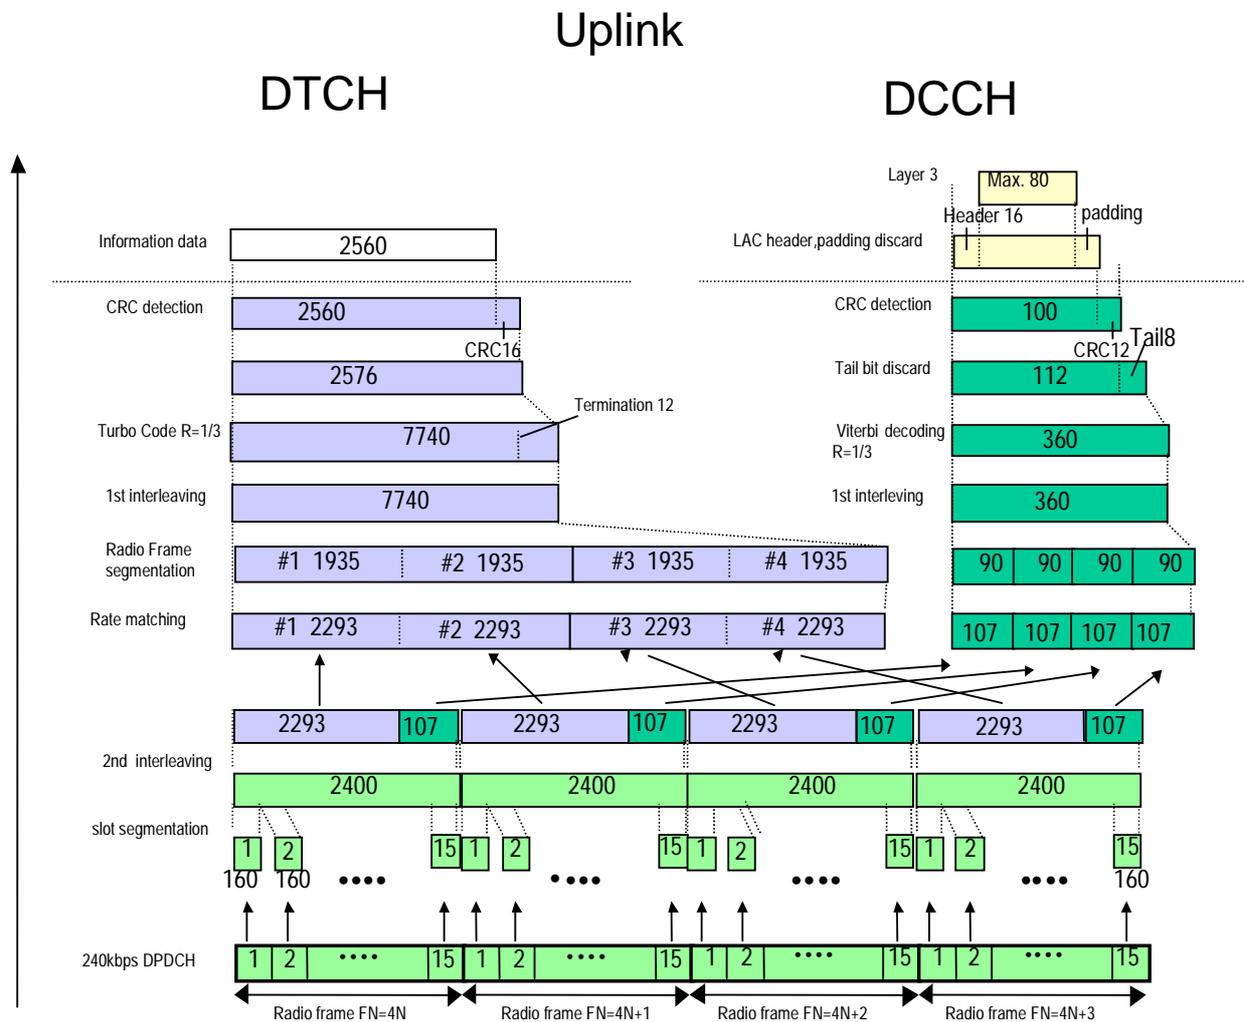 Uplink
DTCH
DCCH
Layer 3
Max. 80
Header 16
padding
Information data
2560
LAC header,padding discard
CRC detection
2560
CRC detection
100
CRC16
CRC12
Tail8
2576
Tail bit discard
112
Termination 12
Turbo Code R=1/3
7740
Viterbi decoding
R=1/3
360
1st interleaving
7740
1st interleving
360
Radio Frame
segmentation
#1 1935 #2 1935 #3 1935 #4 1935
90 90 90 90
Rate matching
#1 2293 #2 2293 #3 2293 #4 2293
107 107 107 107
2293 107 2293 107 2293 107 2293 107
2nd interleaving
2400 2400 2400 2400
slot segmentation
1 2 15 1 2 15 1 2 15 1 2 15
160 160 •••• •••• •••• •••• 160
240kbps DPDCH
1 2 •••• 15 1 2 •••• 15 1 2 •••• 15 1 2 •••• 15
Radio frame FN=4N Radio frame FN=4N+1 Radio frame FN=4N+2 Radio frame FN=4N+3